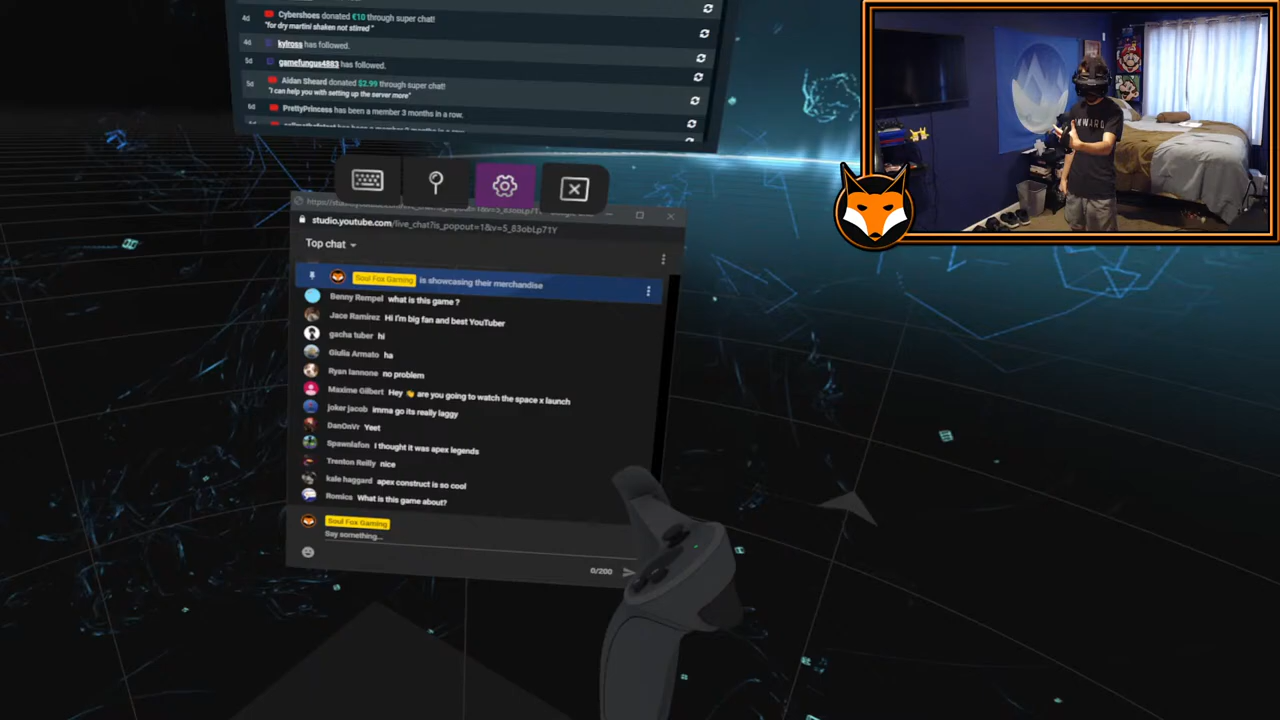 4d Cybershoes donated €10 through super chat!
"for dry martini shaken not stirred "
4d kylrosa has followed.
5d gamefungus4883 has followed.
5d Aidan Sheard donated $2.99 through super chat!
"I can help you with setting up the server more"
6d PrettyPrincess has been a member 3 months in a row.
studio.youtube.com/live_chat?is_popout=1&v=5_83obLp71Y
Top chat
Soul Fox Gaming is showcasing their merchandise
Benny Rempel what is this game ?
Jace Ramirez Hi I'm big fan and best YouTuber
gacha tuber hi
Giulia Armato ha
Ryan Iannone no problem
Maxime Gilbert Hey 👋 are you going to watch the space x launch
joker jacob imma go its really laggy
DanOnVr Yeet
Spawnlafon I thought it was apex legends
Trenton Reilly nice
kale haggard apex construct is so cool
Romics What is this game about?
Soul Fox Gaming
Say something...
0/200